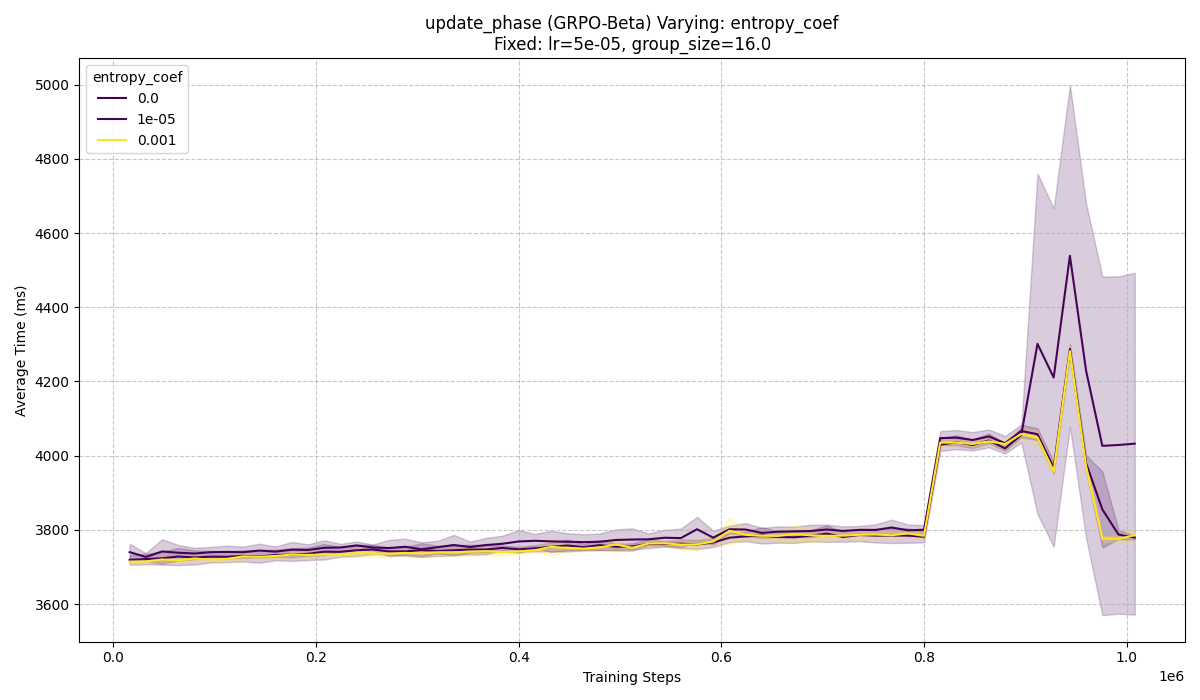 update_phase (GRPO-Beta) Varying: entropy_coef
Fixed: lr=5e-05, group_size=16.0
entropy_coef
0.0
1e-05
0.001
Average Time (ms)
5000
4800
4600
4400
4200
4000
3800
3600
0.0 0.2 0.4 0.6 0.8 1.0
1e6
Training Steps